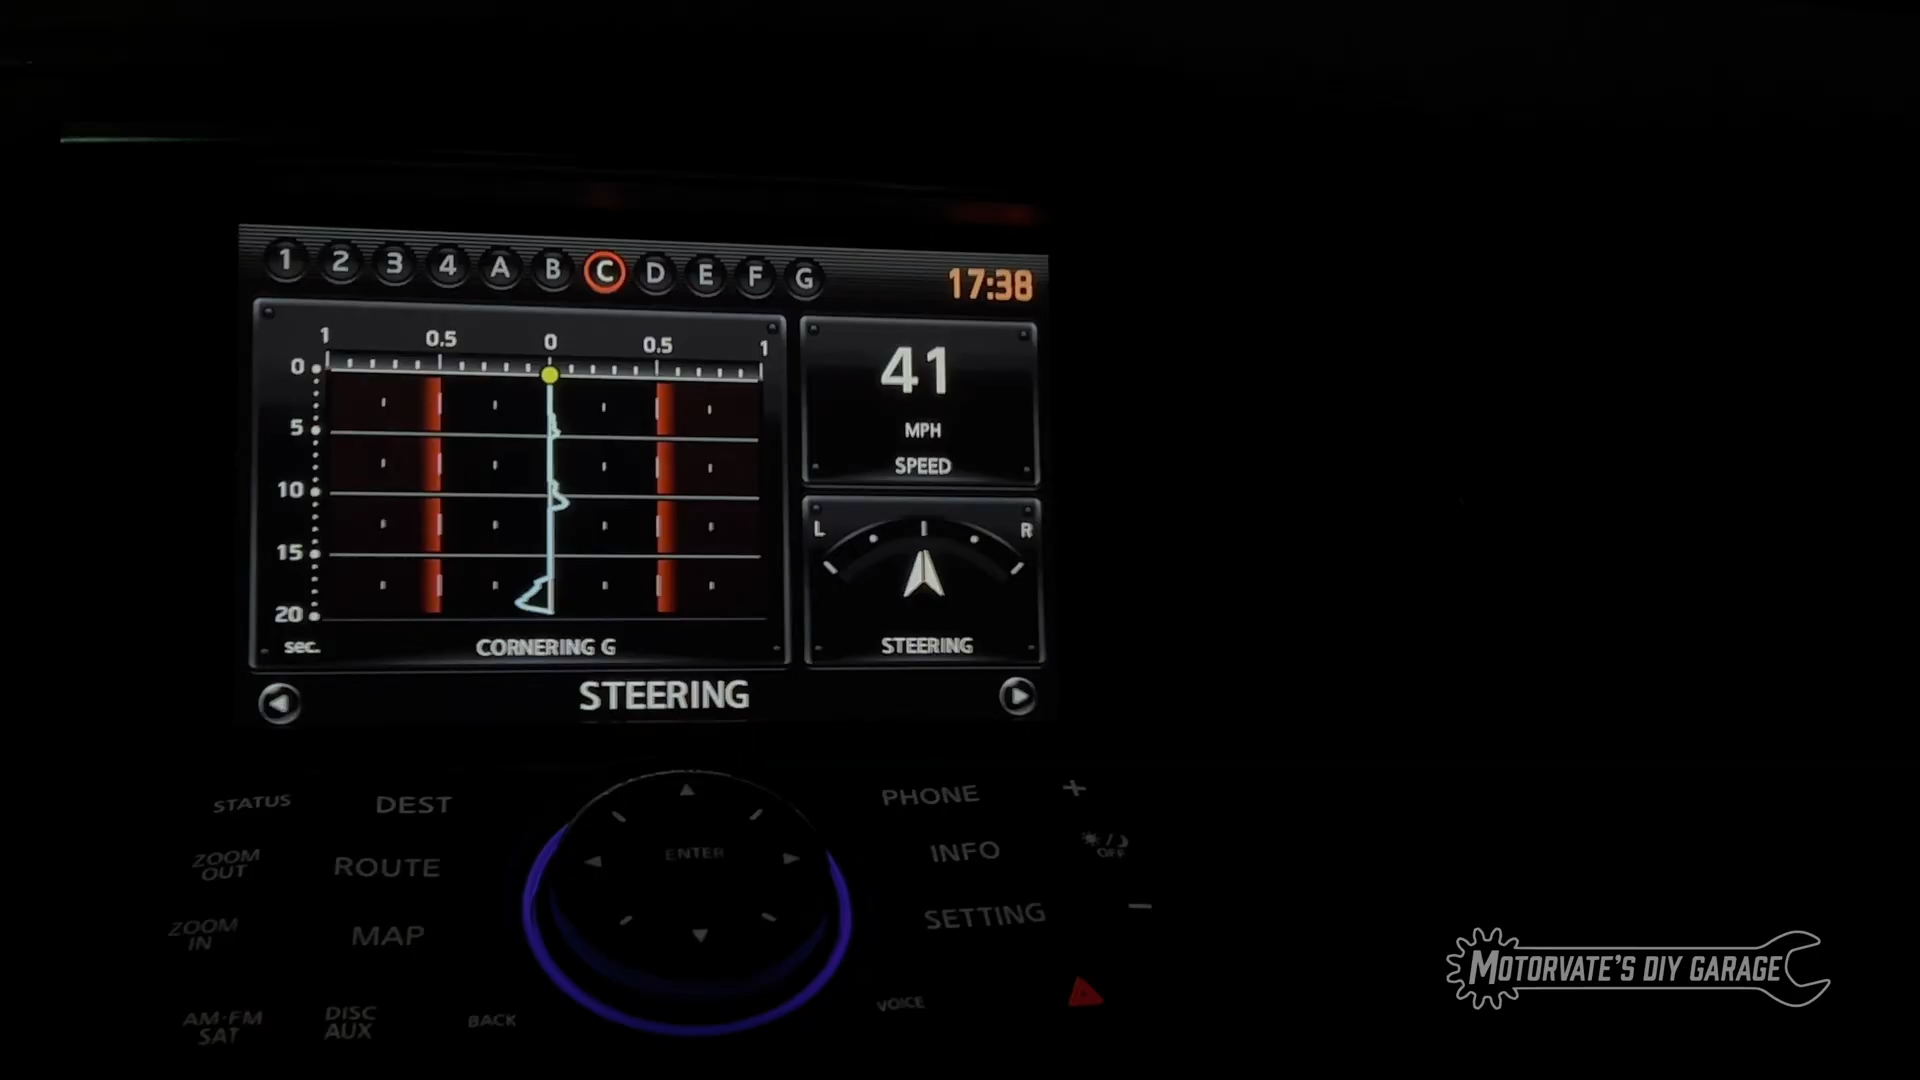 1 2 3 4 A B C D E F G
17:38
1 0.5 0 0.5 1
0
5
10
15
20
sec.
CORNERING G
41
MPH
SPEED
L R
STEERING
STEERING
STATUS
DEST
PHONE
+
ZOOM
OUT
ROUTE
ENTER
INFO
OFF
ZOOM
IN
MAP
SETTING
−
AM·FM
SAT
DISC
AUX
BACK
VOICE
MOTORVATE'S DIY GARAGE